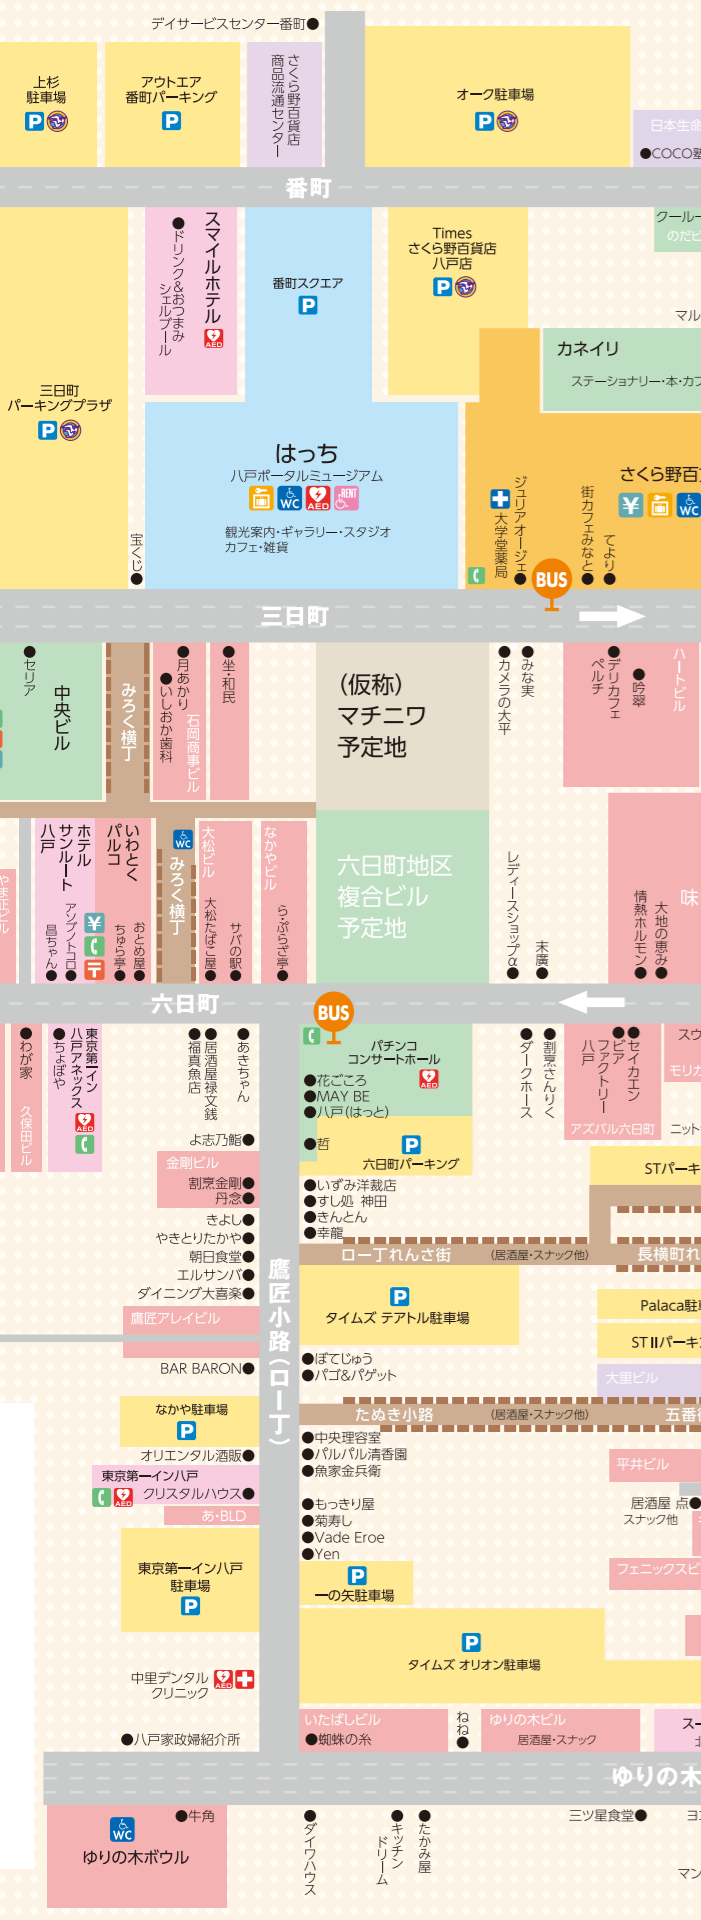 デイサービスセンター番町●
上杉
駐車場
P
アウトエア
番町パーキング
P
さくら野百貨店
商品流通センター
オーク駐車場
P
日本生命
●COCO塾
番町
スマイルホテル
●ドリンク&おつまみ
シェルブール
AED
番町スクエア
P
Times
さくら野百貨店
八戸店
P
クールー
のだビ
マル
カネイリ
ステーショナリー・本・カフ
三日町
パーキングプラザ
P
はっち
八戸ポータルミュージアム
WC
AED
RENT
観光案内・ギャラリー・スタジオ
カフェ・雑貨
宝くじ●
さくら野百
¥
WC
大学堂薬局
ジュリアオージェ●
BUS
街カフェみなと●
てより●
三日町
●セリア
中央ビル
みろく横丁
●月あかり
●いしおか歯科
石岡商事ビル
●坐・和民
(仮称)
マチニワ
予定地
●カメラの大平
●みな実
●デリカフェ
ペルチ
●吟翠
ハートビル
やま正ビル
ホテル
サンルート
八戸
アンプノトコロ●
昌ちゃん●
いわとく
パルコ
¥
〒
ちゅら亭●
おとめ屋●
WC
みろく横丁
大松ビル
大松たばこ屋●
サバの駅●
なかやビル
ら・ぷらざ亭●
六日町地区
複合ビル
予定地
レディースショップα●
末廣●
味
情熱ホルモン●
大地の恵み●
六日町
BUS
●わが家
久保田ビル
東京第一イン
八戸アネックス
●ちょぼや
AED
●福真魚店
●居酒屋禄文銭
●あきちゃん
よ志乃鮨●
金剛ビル
割烹金剛●
丹念●
きよし●
やきとりたかや●
朝日食堂●
エルサンバ●
ダイニング大喜楽●
鷹匠アレイビル
BAR BARON●
パチンコ
コンサートホール
AED
●花ごころ
●MAY BE
●八戸(はっと)
●哲
P
六日町パーキング
●いずみ洋裁店
●すし処 神田
●きんとん
●幸龍
●ダークホース
●割烹さんりく
八戸
ファクトリー
●ビア
●セイカエン
アズバル六日町
スウ
モリカ
ニット
STパーキ
ロー丁れんさ街
(居酒屋・スナック他)
長横町れ
鷹匠小路(ロー丁)
P
タイムズ テアトル駐車場
Palaca駐
STⅡパーキ
大里ビル
●ぼてじゅう
●パゴ&パゲット
たぬき小路
(居酒屋・スナック他)
五番街
なかや駐車場
P
オリエンタル酒販●
東京第一イン八戸
AED
クリスタルハウス●
あ・BLD
東京第一イン八戸
駐車場
P
●中央理容室
●パルパル清香園
●魚家金兵衛
●もっきり屋
●菊寿し
●Vade Eroe
●Yen
P
一の矢駐車場
平井ビル
居酒屋 点●
スナック他
フェニックスビ
P
タイムズ オリオン駐車場
中里デンタル
クリニック
AED
●八戸家政婦紹介所
いたばしビル
●蜘蛛の糸
ねね●
ゆりの木ビル
居酒屋・スナック
スー
ゆりの木
WC
ゆりの木ボウル
●牛角
●ダイワハウス
●キッチン
ドリーム
●たかみ屋
三ツ星食堂●
ヨ
マン